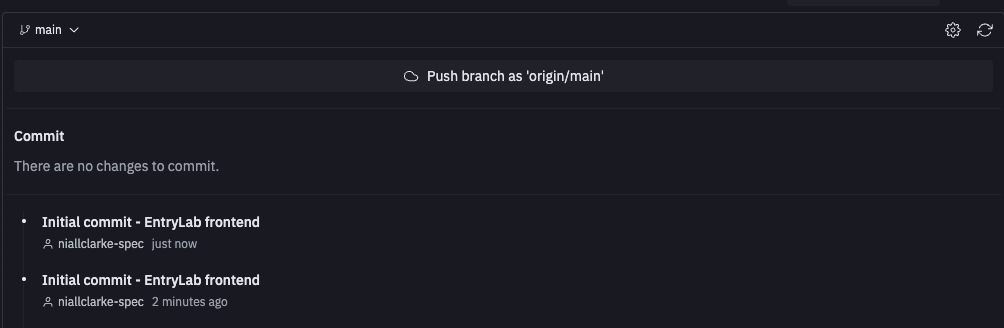 main
Push branch as 'origin/main'
Commit
There are no changes to commit.
Initial commit - EntryLab frontend
niallclarke-spec just now
Initial commit - EntryLab frontend
niallclarke-spec 2 minutes ago